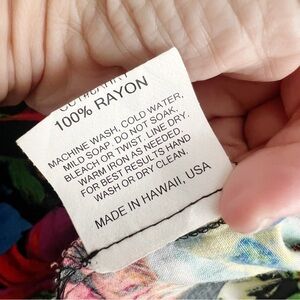 100% RAYON
MACHINE WASH, COLD WATER,
MILD SOAP. DO NOT SOAK,
BLEACH OR TWIST. LINE DRY.
WARM IRON AS NEEDED.
FOR BEST RESULTS HAND
WASH OR DRY CLEAN.
MADE IN HAWAII, USA